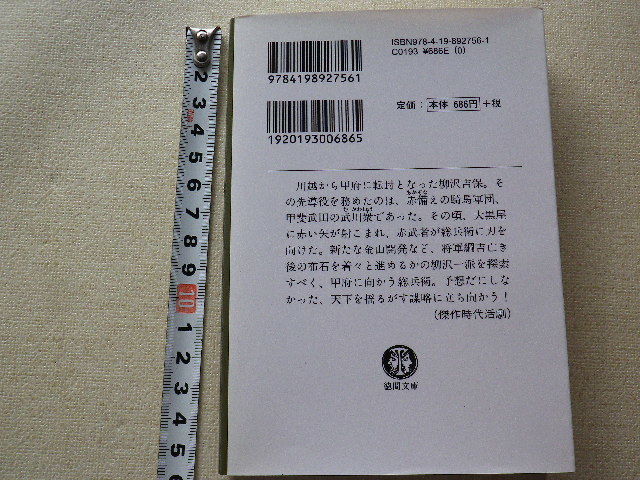 ISBN978-4-19-892756-1
C0193 ¥686E (0)
9784198927561
定価：本体 686円 +税
1920193006865
川越から甲府に転封となった柳沢吉保。そ
の先導役を務めたのは、赤備えの騎馬軍団、
甲斐武田の武川衆であった。その頃、大黒屋
に赤い矢が射こまれ、赤武者が総兵衛に刃を
向けた。新たな金山開発など、将軍綱吉亡き
後の布石を着々と進めるかの柳沢一派を探索
すべく、甲府に向かう総兵衛。予想だにしな
かった、天下を揺るがす謀略に立ち向かう！
（傑作時代活劇）
徳間文庫
2
3
4
5
6
7
8
9
10
1
2
3
4
5